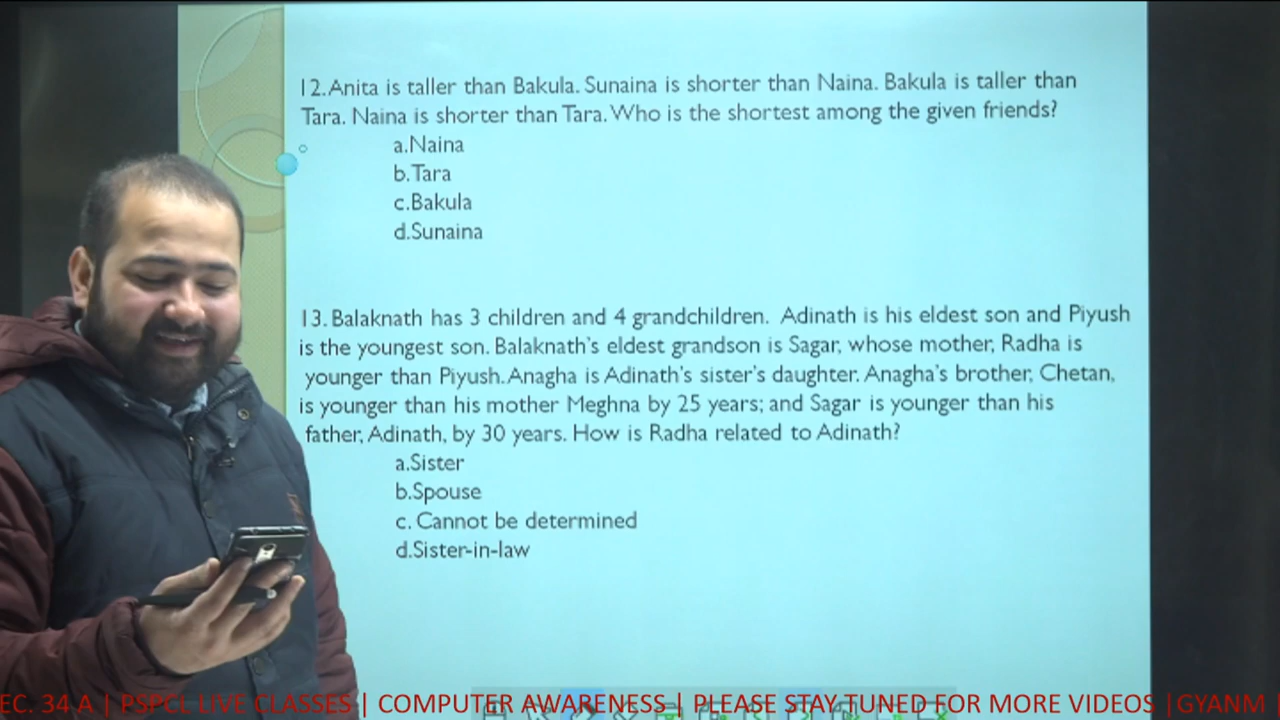 12.Anita is taller than Bakula. Sunaina is shorter than Naina. Bakula is taller than
Tara. Naina is shorter than Tara. Who is the shortest among the given friends?
a.Naina
b.Tara
c.Bakula
d.Sunaina
13. Balaknath has 3 children and 4 grandchildren. Adinath is his eldest son and Piyush
is the youngest son. Balaknath's eldest grandson is Sagar, whose mother, Radha is
younger than Piyush. Anagha is Adinath's sister's daughter. Anagha's brother, Chetan,
is younger than his mother Meghna by 25 years; and Sagar is younger than his
father, Adinath, by 30 years. How is Radha related to Adinath?
a.Sister
b.Spouse
c. Cannot be determined
d.Sister-in-law
EC. 34 A | PSPCL LIVE CLASSES | COMPUTER AWARENESS | PLEASE STAY TUNED FOR MORE VIDEOS |GYANM